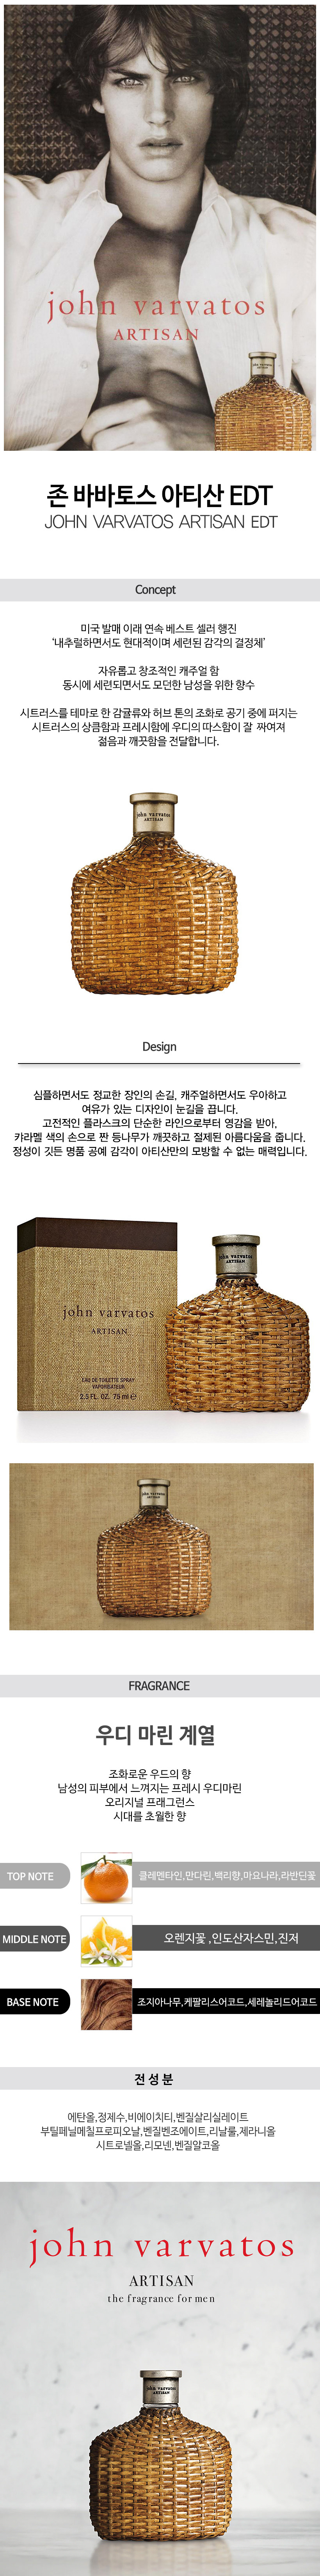 john varvatos
ARTISAN
존 바바토스 아티산 EDT
JOHN VARVATOS ARTISAN EDT
Concept
미국 발매 이래 연속 베스트 셀러 행진
‘내추럴하면서도 현대적이며 세련된 감각의 결정체’
자유롭고 창조적인 캐주얼 함
동시에 세련되면서도 모던한 남성을 위한 향수
시트러스를 테마로 한 감귤류와 허브 톤의 조화로 공기 중에 퍼지는
시트러스의 상큼함과 프레시함에 우디의 따스함이 잘 짜여져
젊음과 깨끗함을 전달합니다.
john varvatos
ARTISAN
Design
심플하면서도 정교한 장인의 손길, 캐주얼하면서도 우아하고
여유가 있는 디자인이 눈길을 끕니다.
고전적인 플라스크의 단순한 라인으로부터 영감을 받아,
캬라멜 색의 손으로 짠 등나무가 깨끗하고 절제된 아름다움을 줍니다.
정성이 깃든 명품 공예 감각이 아티산만의 모방할 수 없는 매력입니다.
john varvatos
ARTISAN
john varvatos
ARTISAN
EAU DE TOILETTE SPRAY
VAPORISATEUR
2.5 FL. OZ. 75 ml e
FRAGRANCE
우디 마린 계열
조화로운 우드의 향
남성의 피부에서 느껴지는 프레시 우디마린
오리지널 프래그런스
시대를 초월한 향
TOP NOTE
클레멘타인,만다린,백리향,마요나라,라반딘꽃
MIDDLE NOTE
오렌지꽃 ,인도산자스민,진저
BASE NOTE
조지아나무,케팔리스어코드,세레놀리드어코드
전 성 분
에탄올,정제수,비에이치티,벤질살리실레이트
부틸페닐메칠프로피오날,벤질벤조에이트,리날룰,제라니올
시트로넬올,리모넨,벤질알코올
john varvatos
ARTISAN
the fragrance for men
john varvatos
ARTISAN